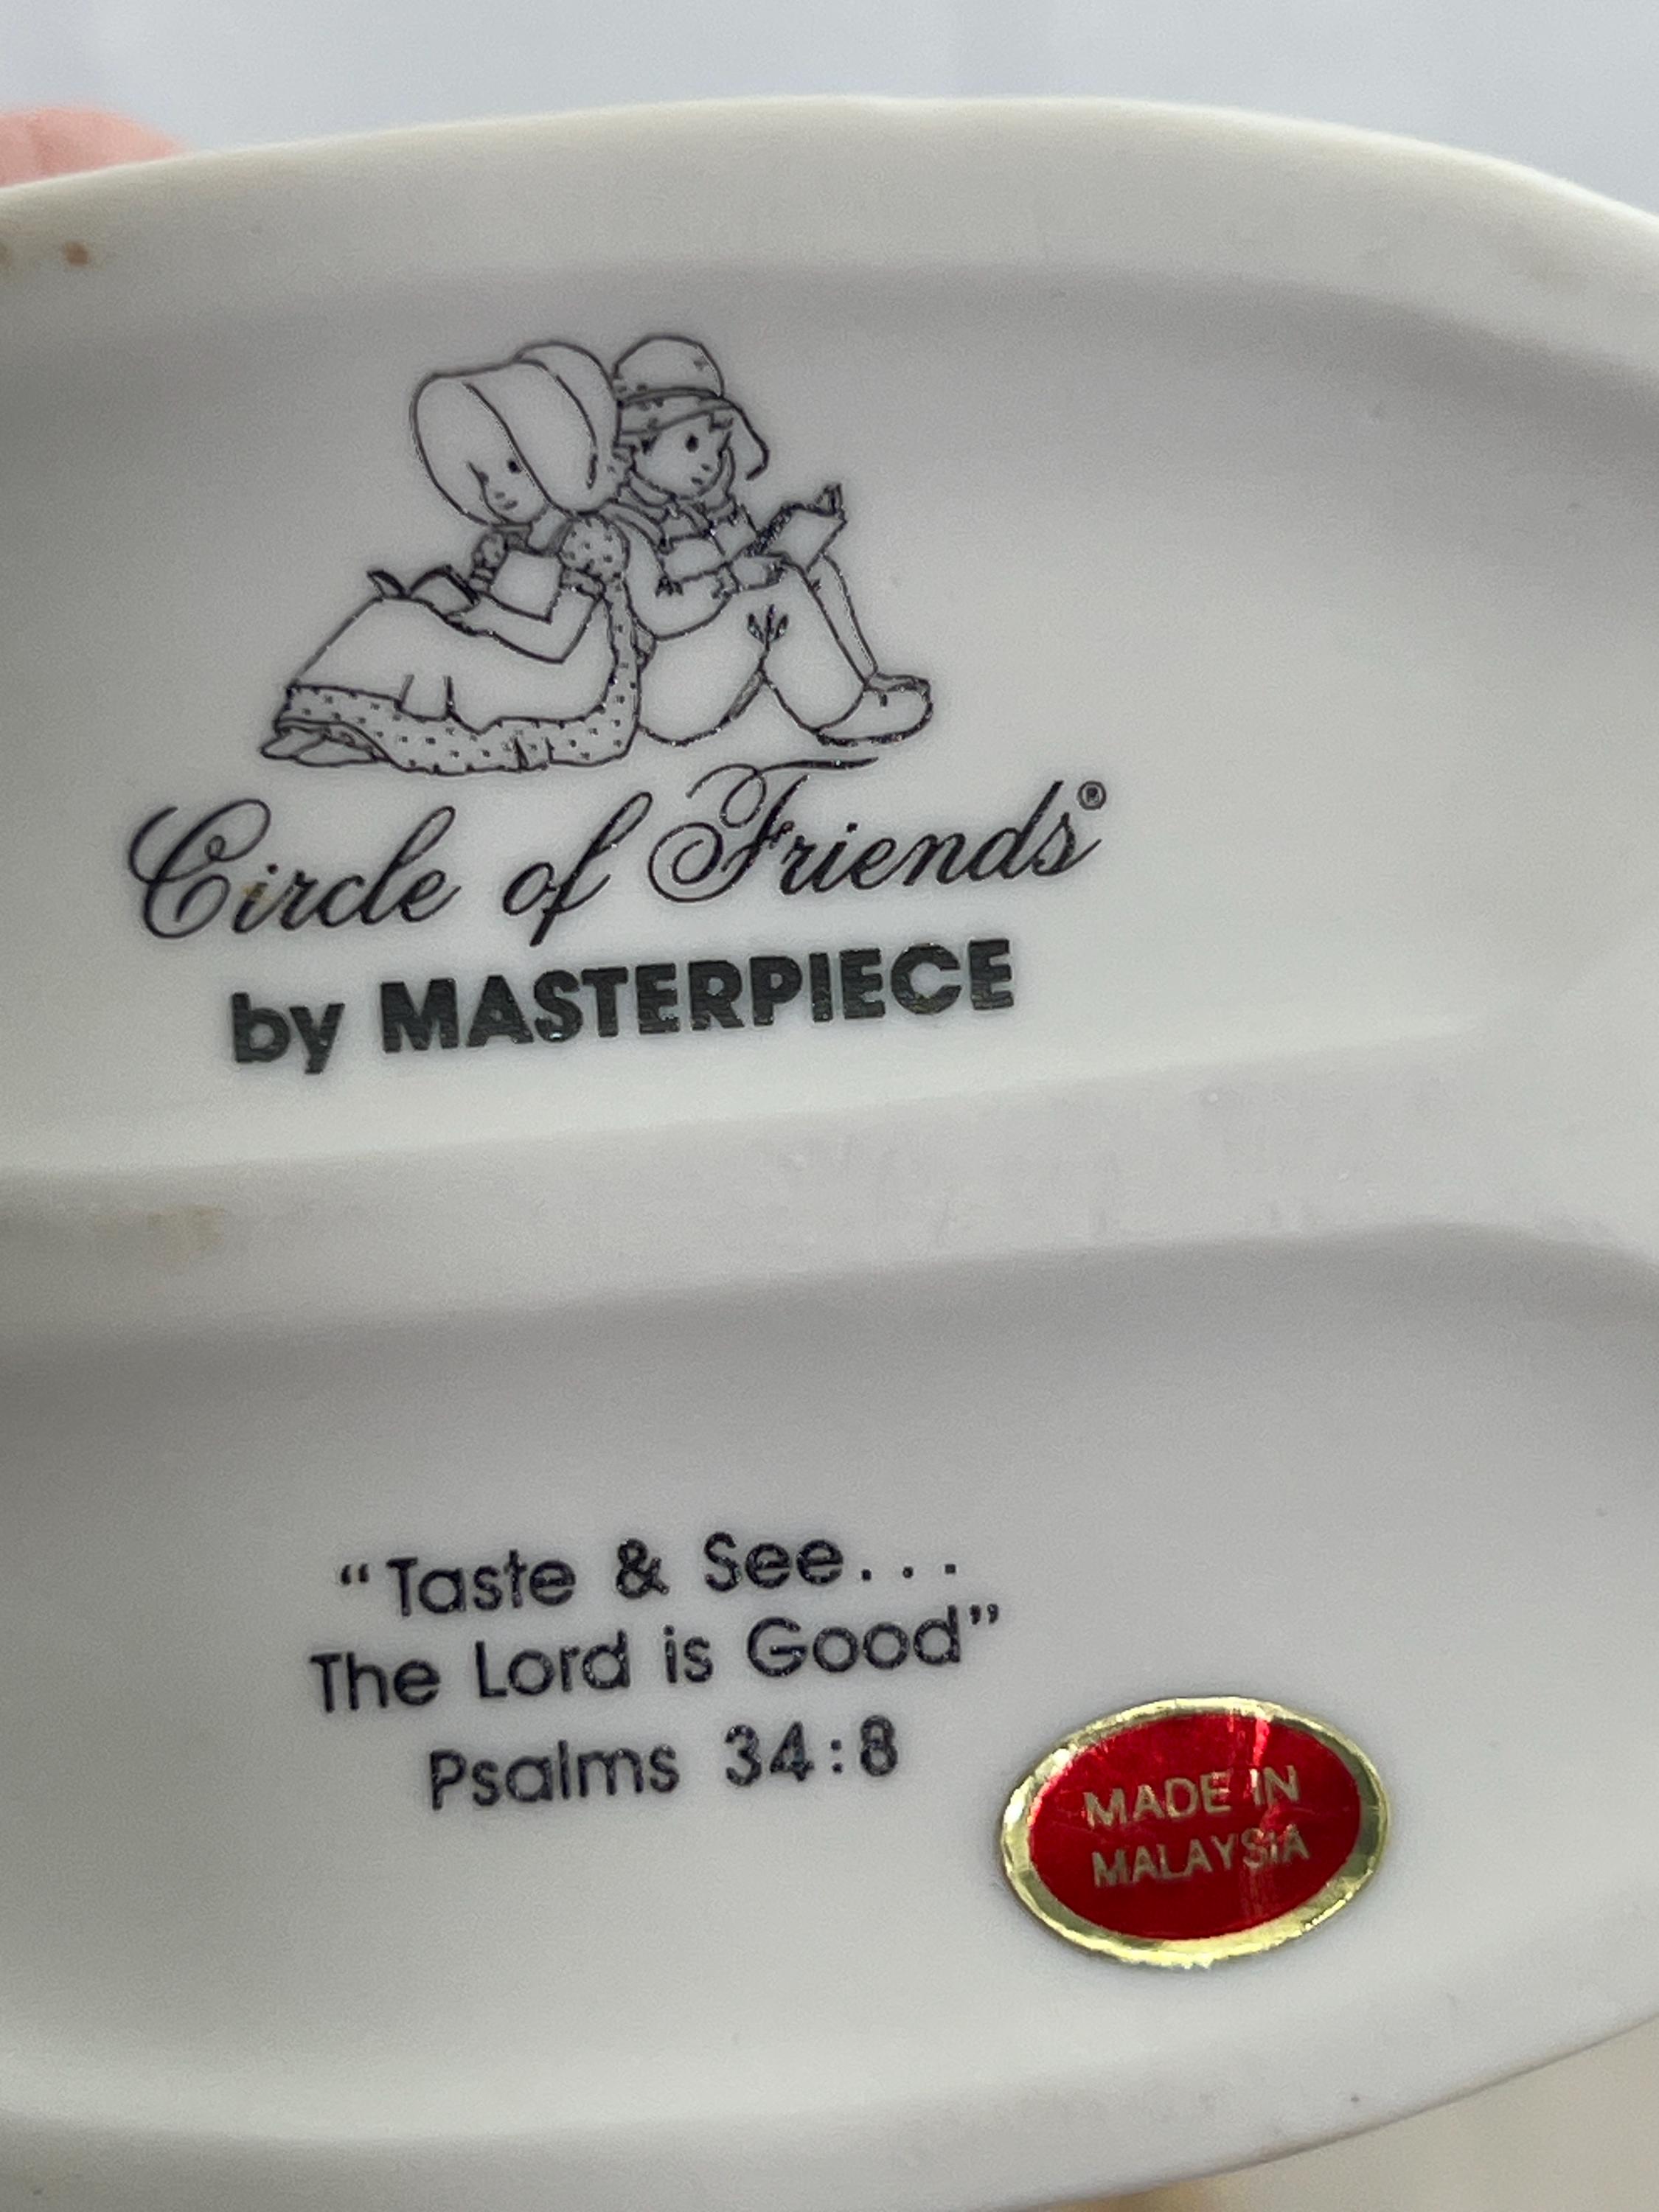 Circle of Friends®
by MASTERPIECE
“Taste & See...
The Lord is Good”
Psalms 34:8
MADE IN
MALAYSIA